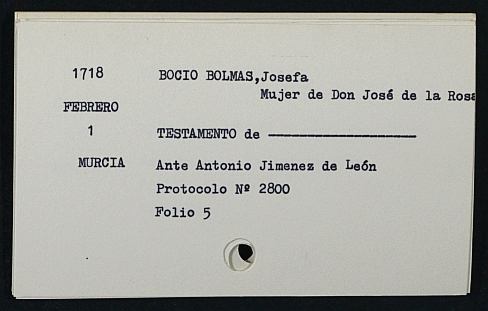 1718 BOCIO BOLMAS,Josefa
Mujer de Don José de la Rosa
FEBRERO
1 TESTAMENTO de ——————————
MURCIA Ante Antonio Jimenez de León
Protocolo Nº 2800
Folio 5